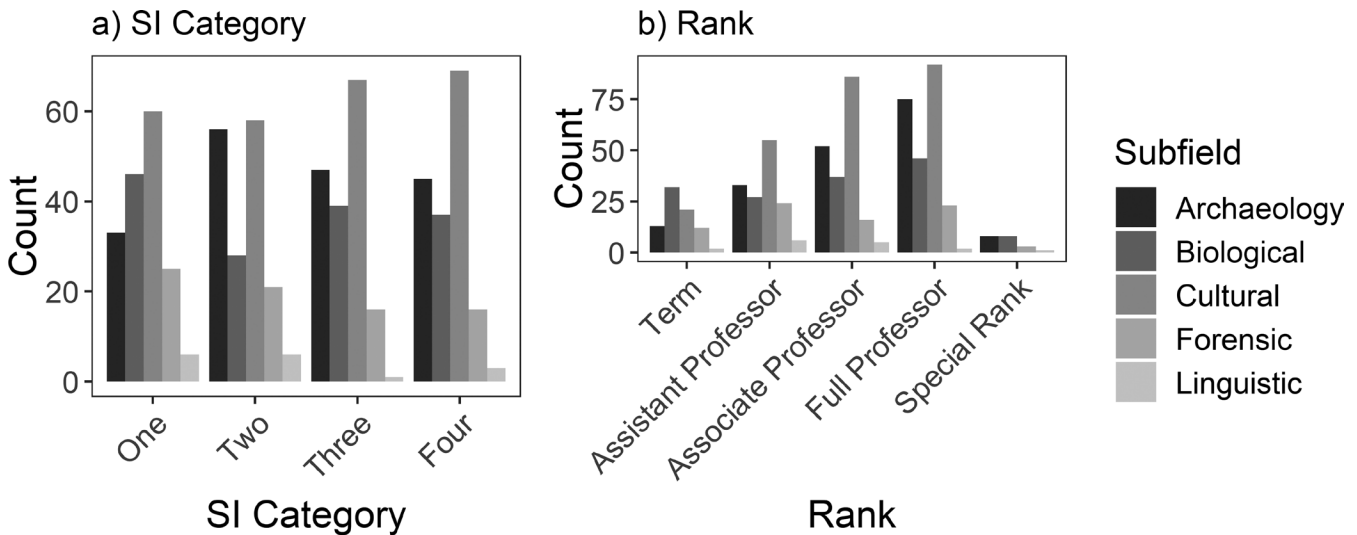 a) SI Category
Count
60
40
20
0
One
Two
Three
Four
SI Category
b) Rank
Count
75
50
25
0
Term
Assistant Professor
Associate Professor
Full Professor
Special Rank
Rank
Subfield
Archaeology
Biological
Cultural
Forensic
Linguistic